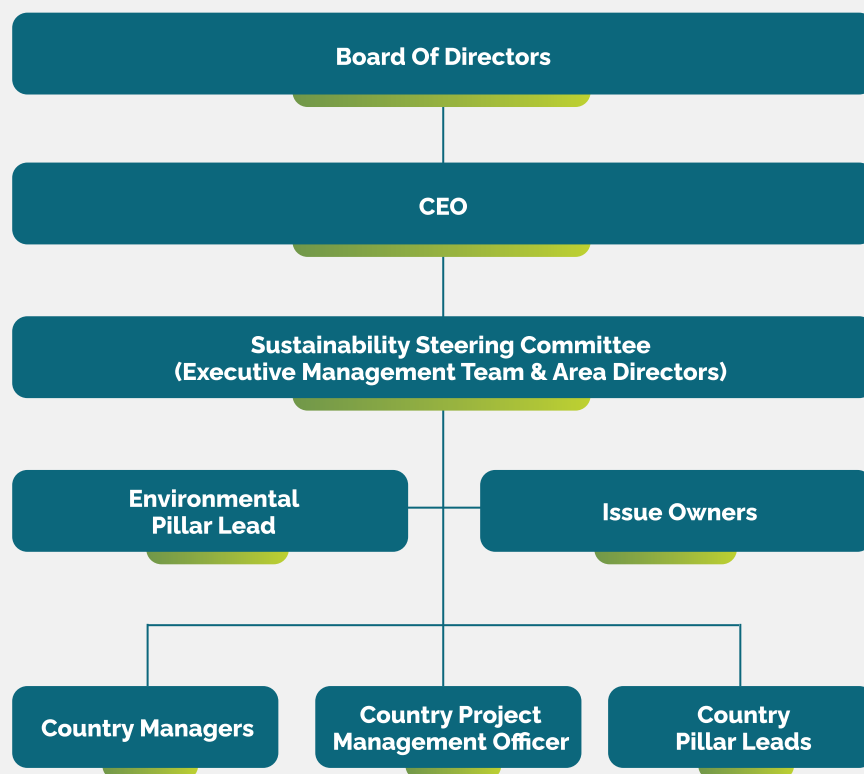 Board Of Directors
CEO
Sustainability Steering Committee
(Executive Management Team & Area Directors)
Environmental
Pillar Lead
Issue Owners
Country Managers
Country Project
Management Officer
Country
Pillar Leads